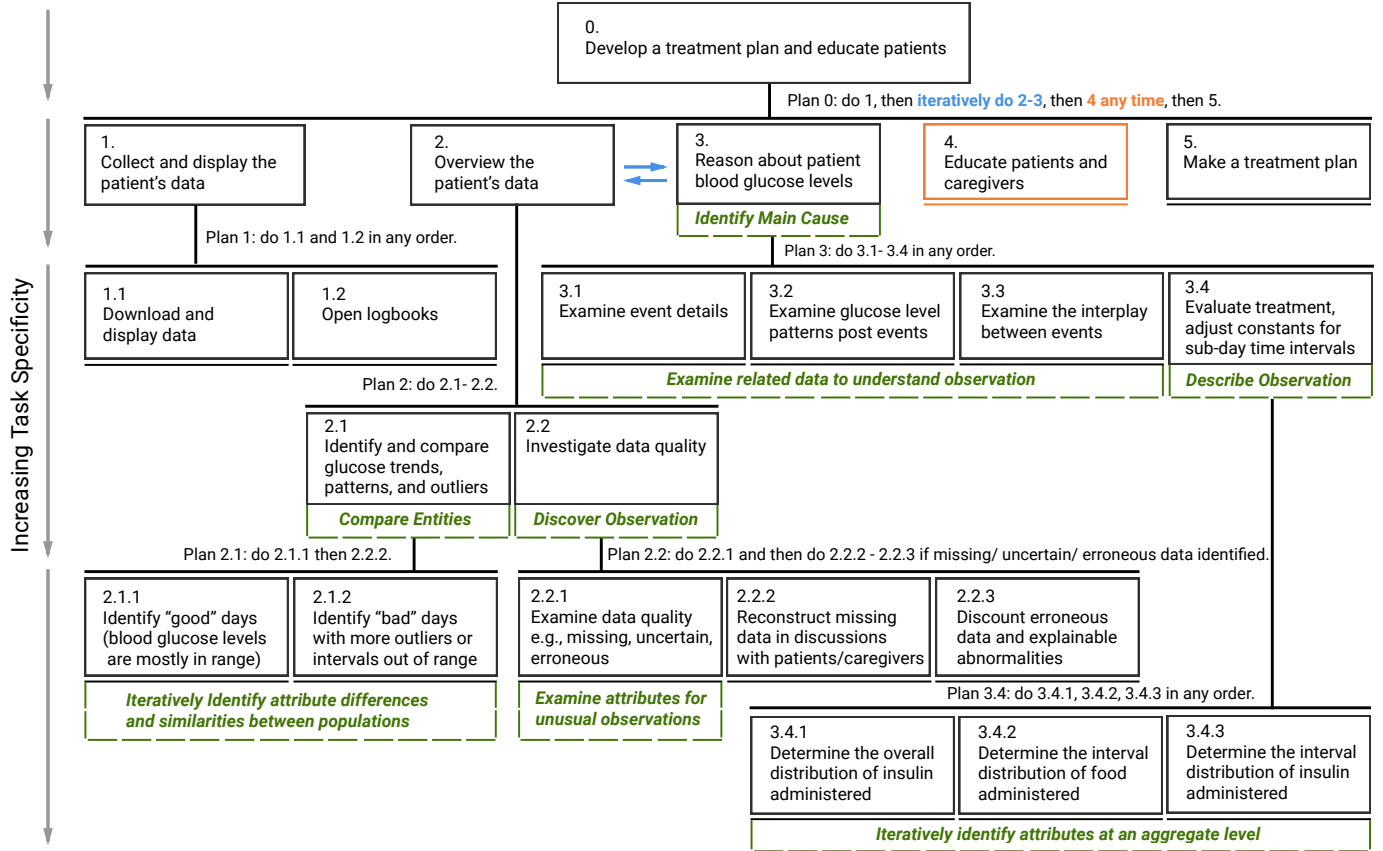 0.
Develop a treatment plan and educate patients
Plan 0: do 1, then iteratively do 2-3, then 4 any time, then 5.
1.
Collect and display the
patient's data
2.
Overview the
patient's data
3.
Reason about patient
blood glucose levels
Identify Main Cause
4.
Educate patients and
caregivers
5.
Make a treatment plan
Plan 1: do 1.1 and 1.2 in any order.
Plan 3: do 3.1- 3.4 in any order.
1.1
Download and
display data
1.2
Open logbooks
3.1
Examine event details
3.2
Examine glucose level
patterns post events
3.3
Examine the interplay
between events
3.4
Evaluate treatment,
adjust constants for
sub-day time intervals
Examine related data to understand observation
Describe Observation
Increasing Task Specificity
Plan 2: do 2.1- 2.2.
2.1
Identify and compare
glucose trends,
patterns, and outliers
Compare Entities
2.2
Investigate data quality
Discover Observation
Plan 2.1: do 2.1.1 then 2.2.2.
Plan 2.2: do 2.2.1 and then do 2.2.2 - 2.2.3 if missing/ uncertain/ erroneous data identified.
2.1.1
Identify “good” days
(blood glucose levels
are mostly in range)
2.1.2
Identify “bad” days
with more outliers or
intervals out of range
Iteratively Identify attribute differences
and similarities between populations
2.2.1
Examine data quality
e.g., missing, uncertain,
erroneous
Examine attributes for
unusual observations
2.2.2
Reconstruct missing
data in discussions
with patients/caregivers
2.2.3
Discount erroneous
data and explainable
abnormalities
Plan 3.4: do 3.4.1, 3.4.2, 3.4.3 in any order.
3.4.1
Determine the overall
distribution of insulin
administered
3.4.2
Determine the interval
distribution of food
administered
3.4.3
Determine the interval
distribution of insulin
administered
Iteratively identify attributes at an aggregate level